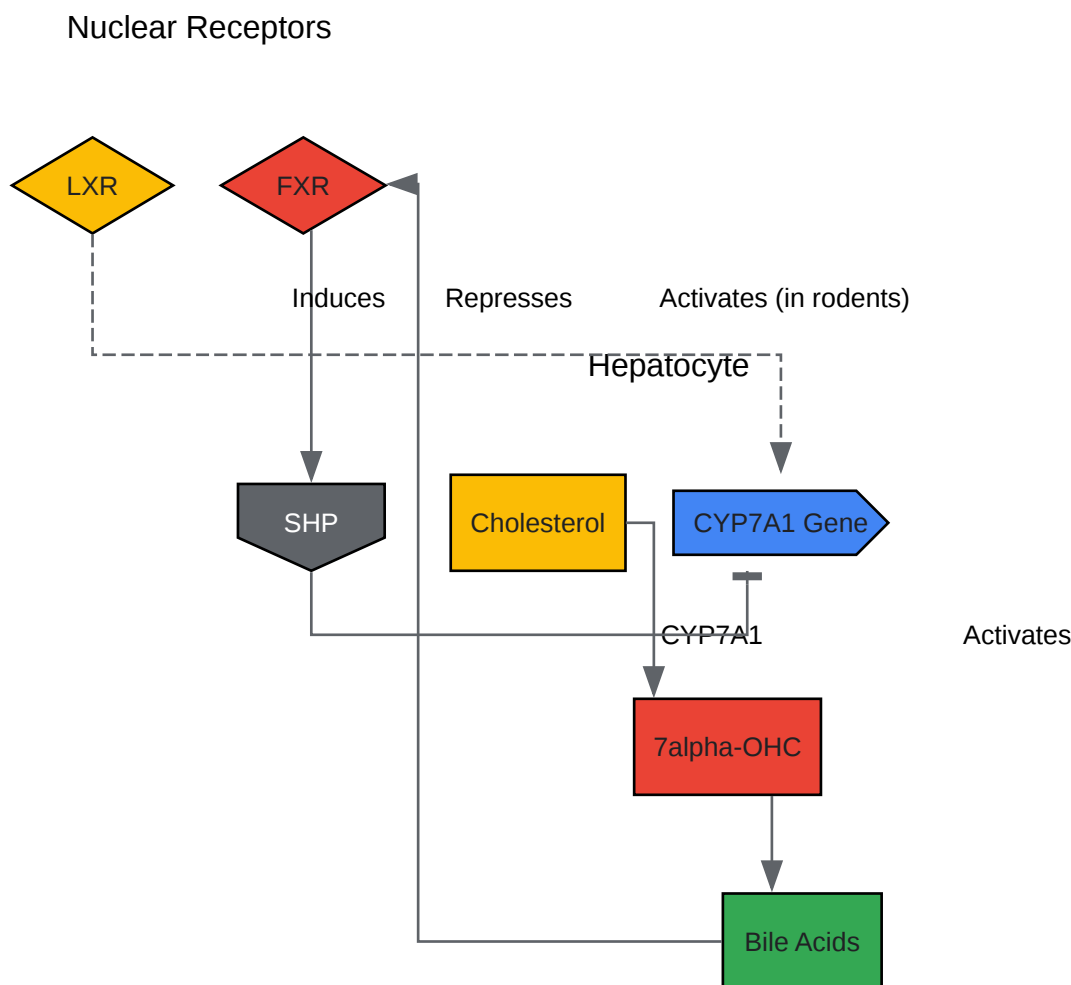 Nuclear Receptors
LXR
FXR
Induces
Represses
Activates (in rodents)
Hepatocyte
SHP
Cholesterol
CYP7A1 Gene
CYP7A1
Activates
7alpha-OHC
Bile Acids